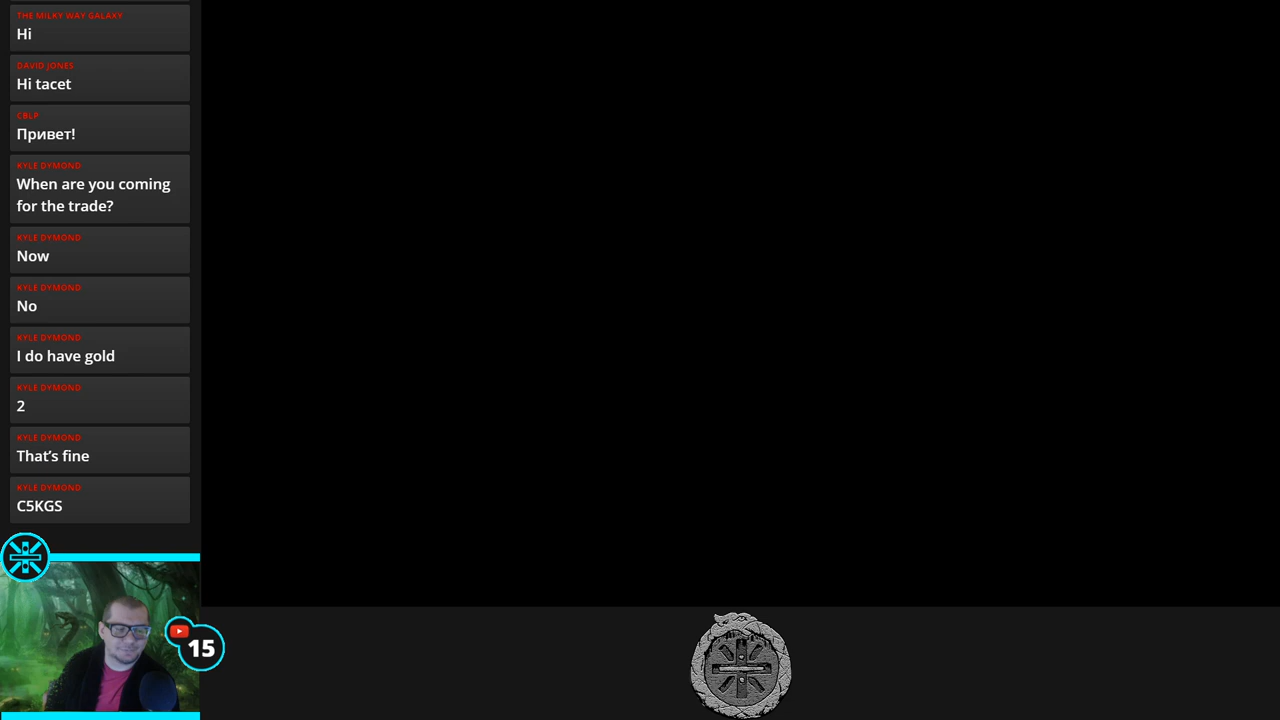 THE MILKY WAY GALAXY
Hi
DAVID JONES
Hi tacet
CBLP
Привет!
KYLE DYMOND
When are you coming
for the trade?
KYLE DYMOND
Now
KYLE DYMOND
No
KYLE DYMOND
I do have gold
KYLE DYMOND
2
KYLE DYMOND
That's fine
KYLE DYMOND
C5KGS
15